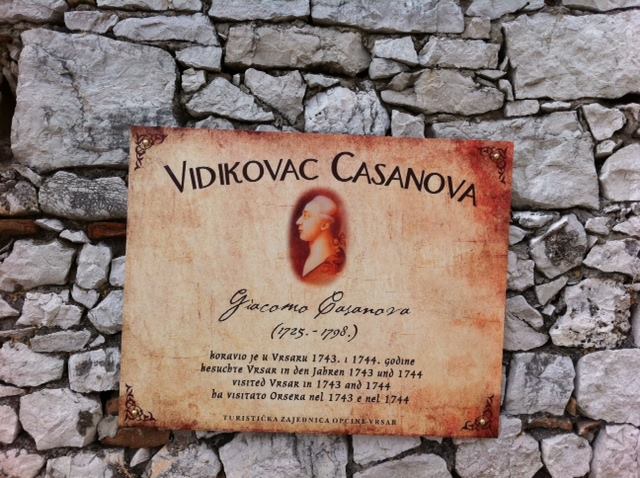 VIDIKOVAC CASANOVA
Giacomo Casanova
(1725.-1798.)
boravio je u Vrsaru 1743. i 1744. godine
besuchte Vrsar in den Jahren 1743 und 1744
visited Vrsar in 1743 and 1744
ha visitato Orsera nel 1743 e nel 1744
TURISTIČKA ZAJEDNICA OPĆINE VRSAR